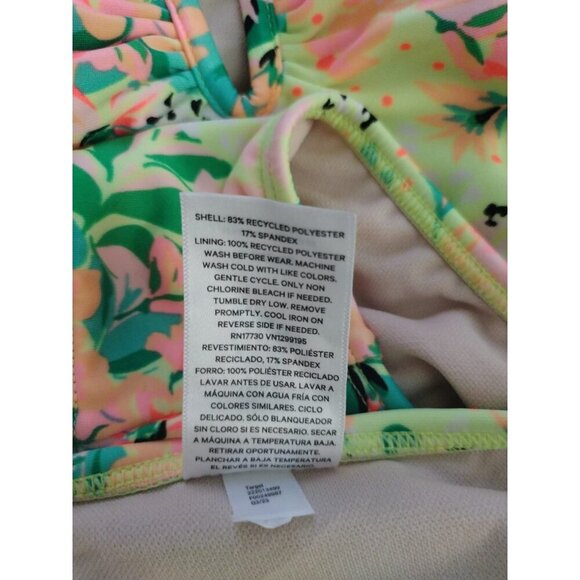 SHELL: 83% RECYCLED POLYESTER
17% SPANDEX
LINING: 100% RECYCLED POLYESTER
WASH BEFORE WEAR. MACHINE
WASH COLD WITH LIKE COLORS.
GENTLE CYCLE. ONLY NON
CHLORINE BLEACH IF NEEDED.
TUMBLE DRY LOW. REMOVE
PROMPTLY. COOL IRON ON
REVERSE SIDE IF NEEDED.
RN17730 VN1299195
REVESTIMIENTO: 83% POLIÉSTER
RECICLADO, 17% SPANDEX
FORRO: 100% POLIÉSTER RECICLADO
LAVAR ANTES DE USAR. LAVAR A
MÁQUINA CON AGUA FRÍA CON
COLORES SIMILARES. CICLO
DELICADO. SÓLO BLANQUEADOR
SIN CLORO SI ES NECESARIO. SECAR
A MÁQUINA A TEMPERATURA BAJA.
RETIRAR OPORTUNAMENTE.
PLANCHAR A BAJA TEMPERATURA EN
EL REVÉS SI ES NECESARIO.
Target